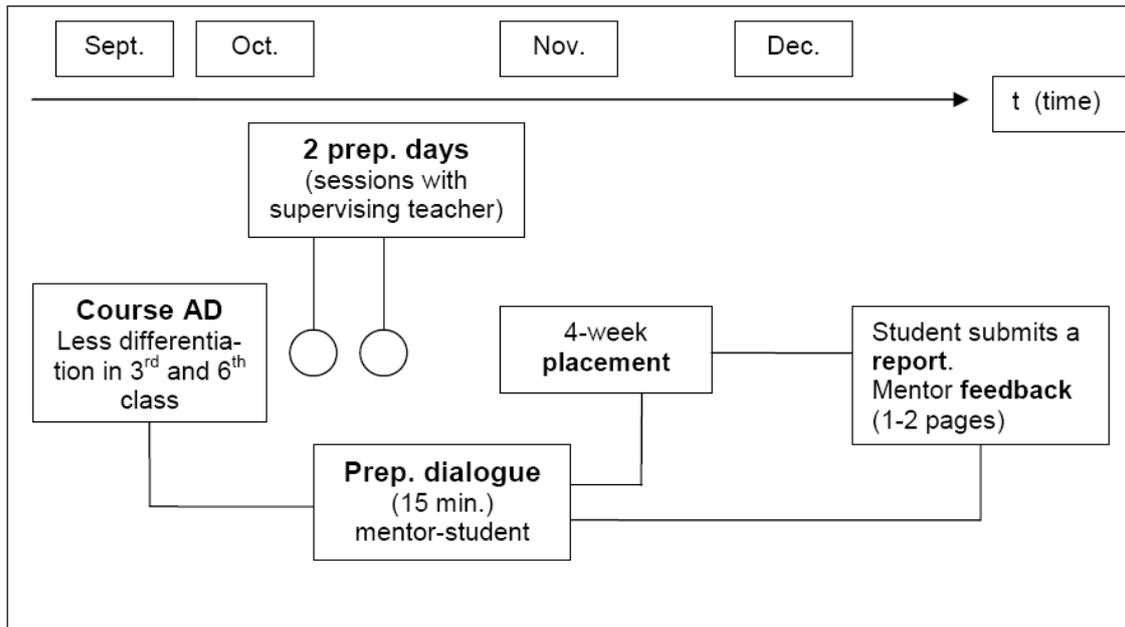 Sept.
Oct.
Nov.
Dec.
t (time)
2 prep. days
(sessions with
supervising teacher)
Course AD
Less differentia-
tion in 3rd and 6th
class
4-week
placement
Student submits a
report.
Mentor feedback
(1-2 pages)
Prep. dialogue
(15 min.)
mentor-student